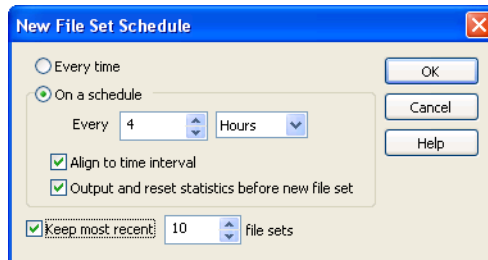 New File Set Schedule
Every time
On a schedule
Every 4 Hours
Align to time interval
Output and reset statistics before new file set
Keep most recent 10 file sets
OK
Cancel
Help